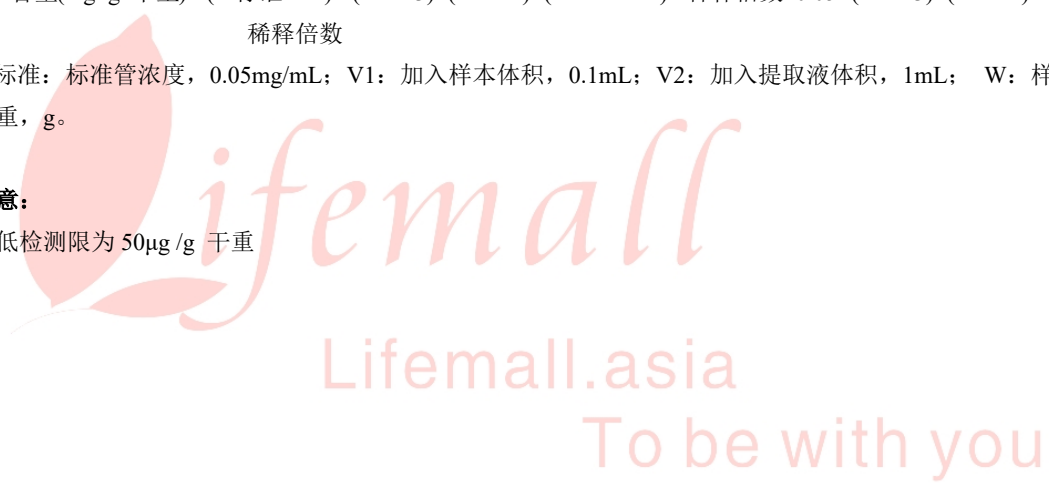 稀释倍数
标准：标准管浓度，0.05mg/mL；V1：加入样本体积，0.1mL；V2：加入提取液体积，1mL； W：样
重，g。
意：
低检测限为 50μg /g 干重
Lifemall
Lifemall.asia
To be with you